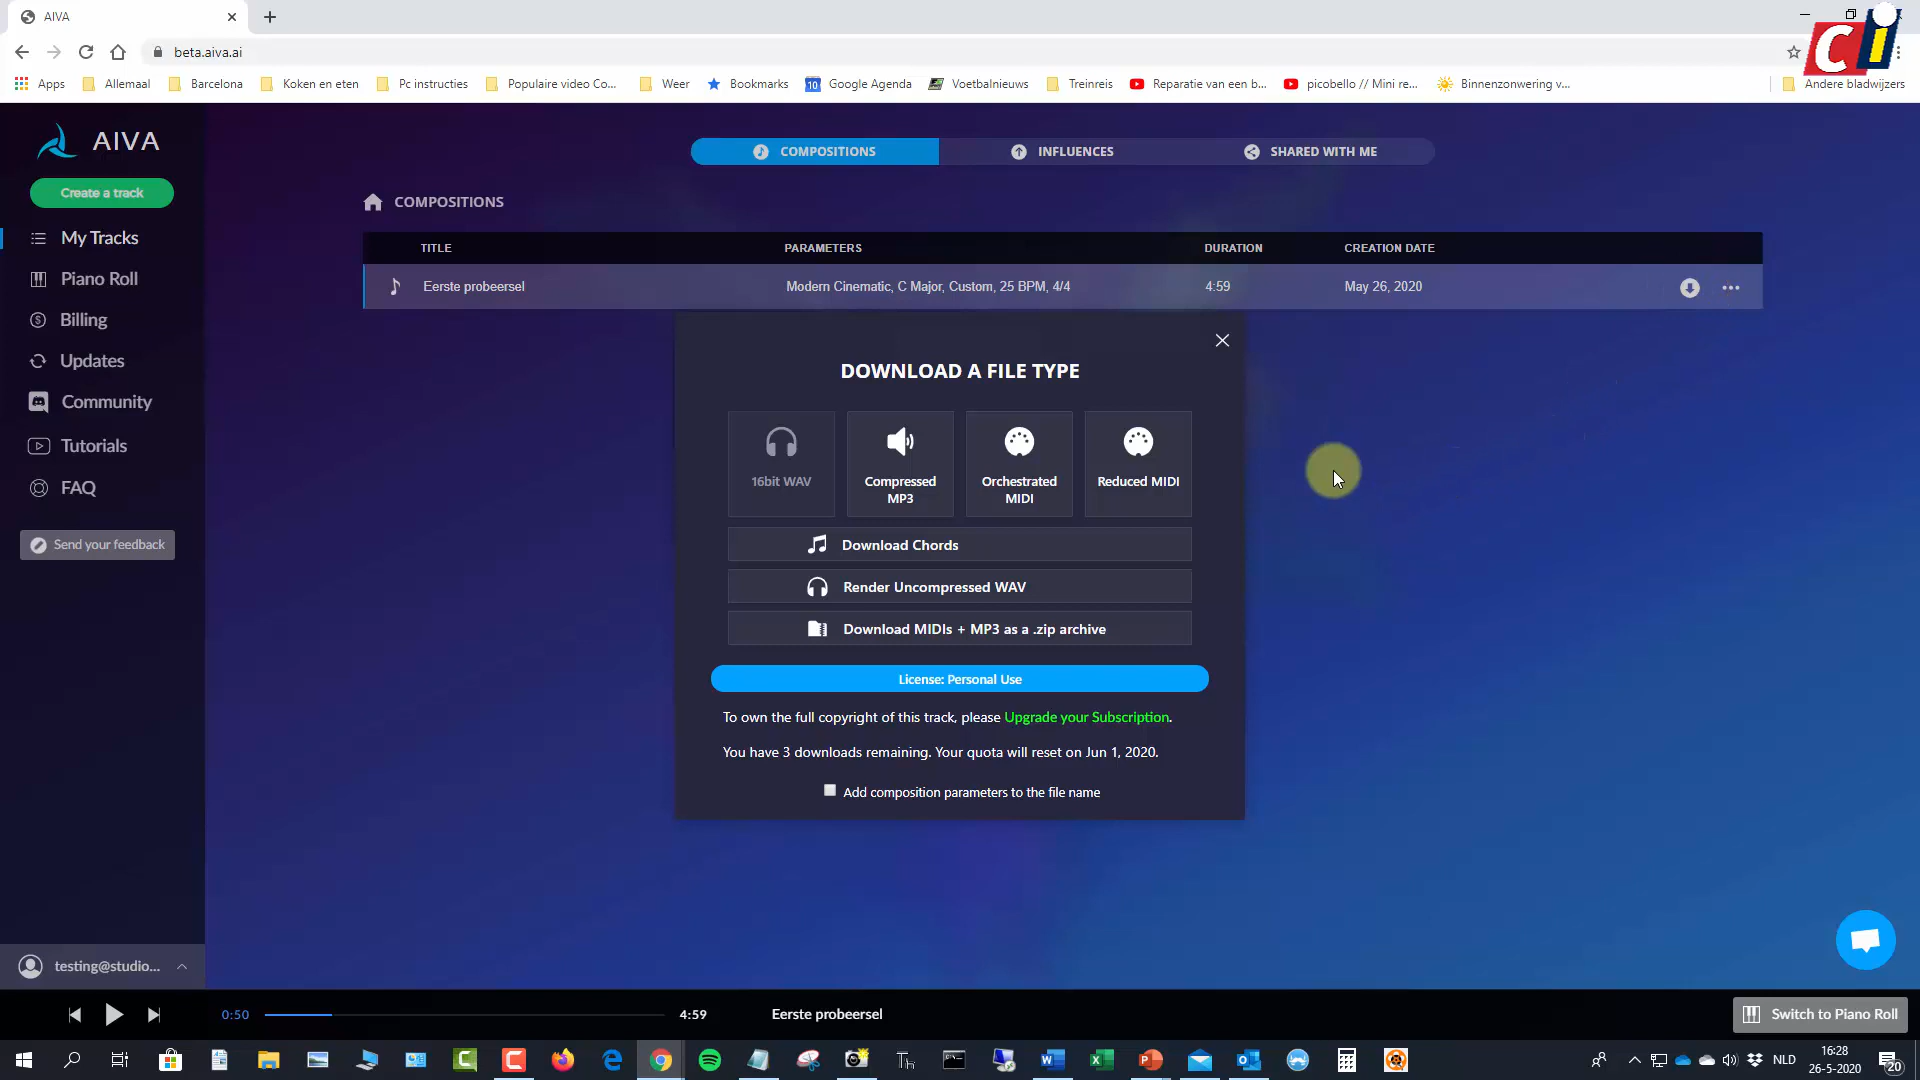 AIVA
beta.aiva.ai
Ci
Apps
Allemaal
Barcelona
Koken en eten
Pc instructies
Populaire video Co...
Weer
Bookmarks
10
Google Agenda
Voetbalnieuws
Treinreis
Reparatie van een b...
picobello // Mini re...
Binnenzonwering v...
Andere bladwijzers
AIVA
Create a track
My Tracks
Piano Roll
Billing
Updates
Community
Tutorials
FAQ
Send your feedback
testing@studio...
COMPOSITIONS
INFLUENCES
SHARED WITH ME
COMPOSITIONS
TITLE PARAMETERS DURATION CREATION DATE
Eerste probeersel Modern Cinematic, C Major, Custom, 25 BPM, 4/4 4:59 May 26, 2020
DOWNLOAD A FILE TYPE
16bit WAV
Compressed
MP3
Orchestrated
MIDI
Reduced MIDI
Download Chords
Render Uncompressed WAV
Download MIDIs + MP3 as a .zip archive
License: Personal Use
To own the full copyright of this track, please Upgrade your Subscription.
You have 3 downloads remaining. Your quota will reset on Jun 1, 2020.
Add composition parameters to the file name
0:50
4:59
Eerste probeersel
Switch to Piano Roll
NLD
16:28
26-5-2020
20